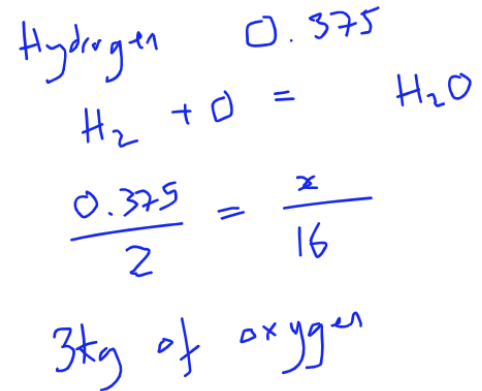 Hydrogen 0.375
H₂ + O = H₂O
0.375/2 = x/16
3kg of oxygen